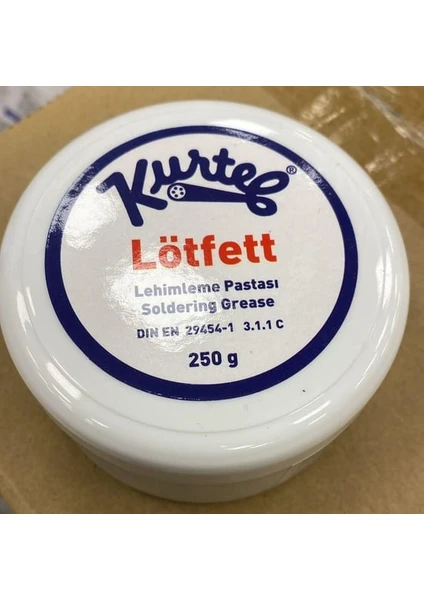 Kurtel®
Lötfett
Lehimleme Pastası
Soldering Grease
DIN EN 29454-1 3.1.1 C
250 g